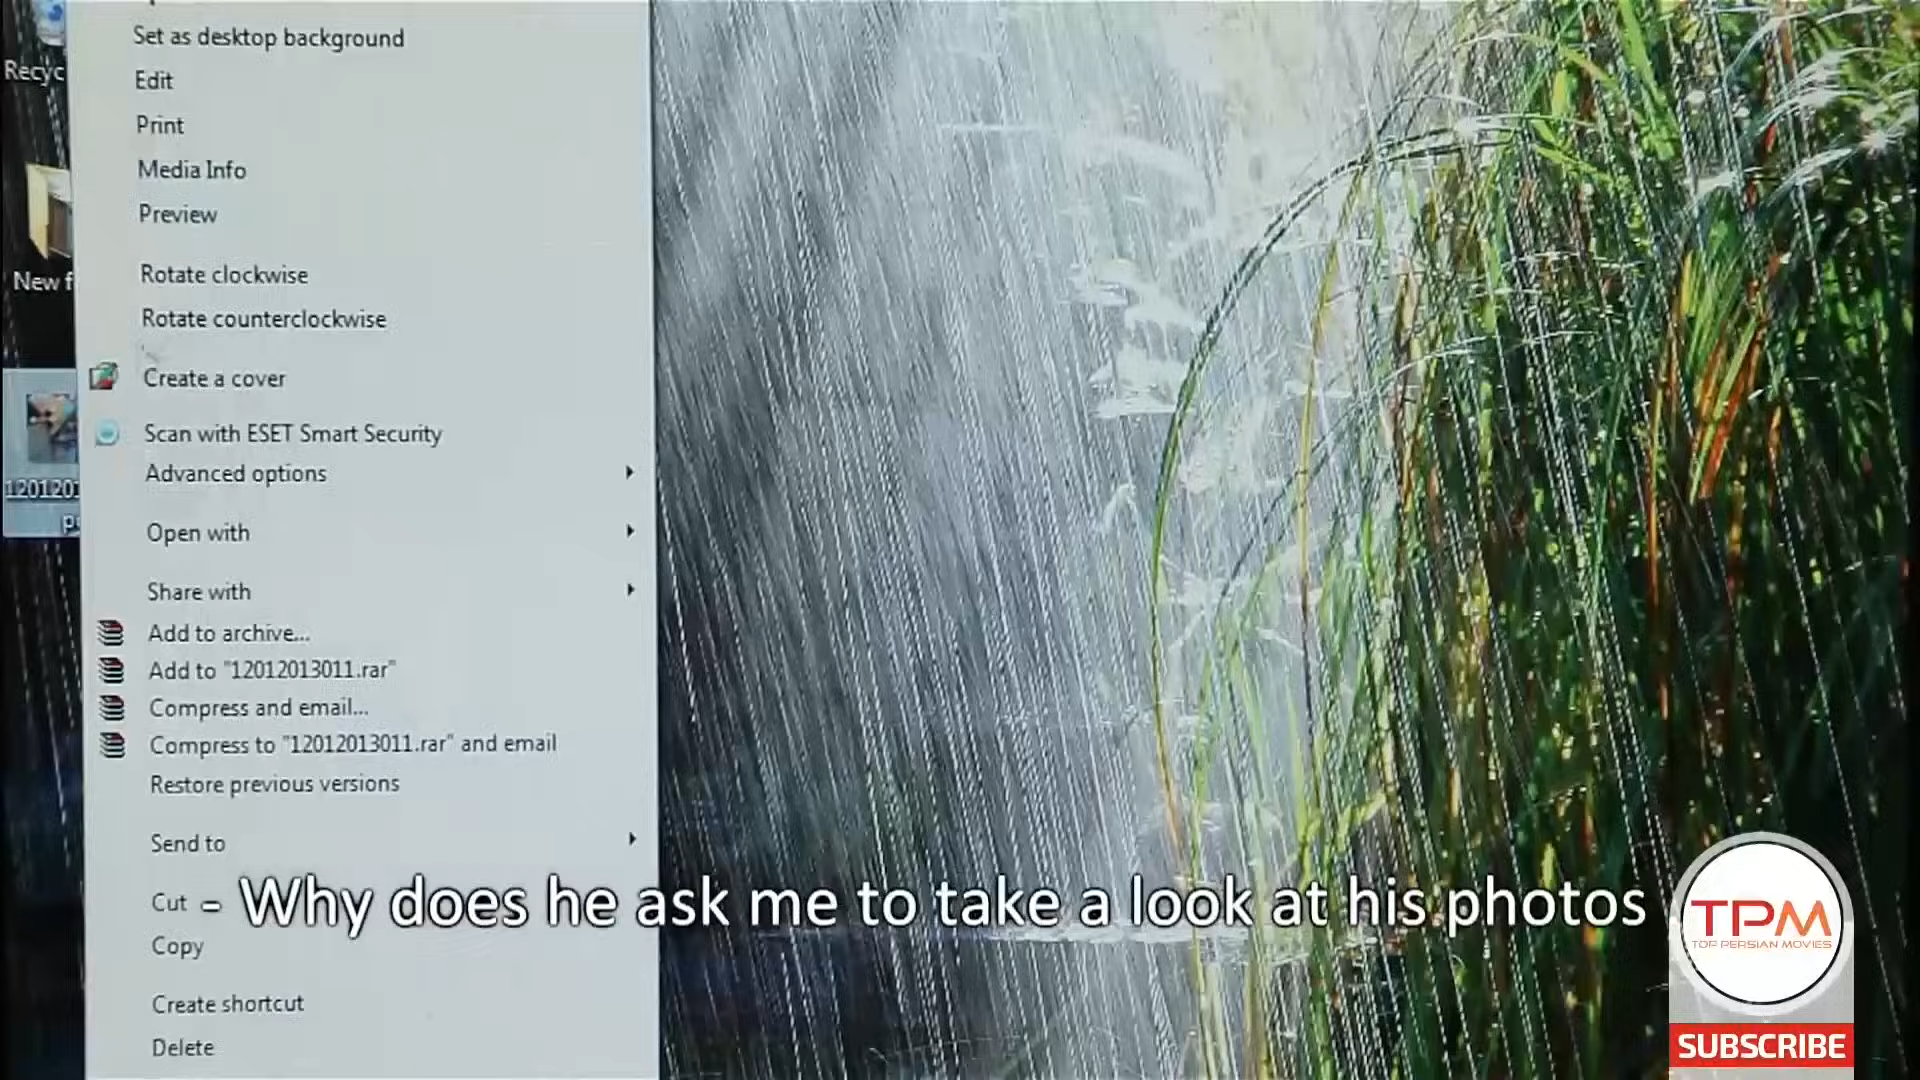 Set as desktop background
Recyc
Edit
Print
Media Info
Preview
New f
Rotate clockwise
Rotate counterclockwise
Create a cover
Scan with ESET Smart Security
Advanced options
1201201
Open with
Share with
Add to archive...
Add to "12012013011.rar"
Compress and email...
Compress to "12012013011.rar" and email
Restore previous versions
Send to
Cut
- Why does he ask me to take a look at his photos
Copy
Create shortcut
Delete
TPM
TOP PERSIAN MOVIES
SUBSCRIBE